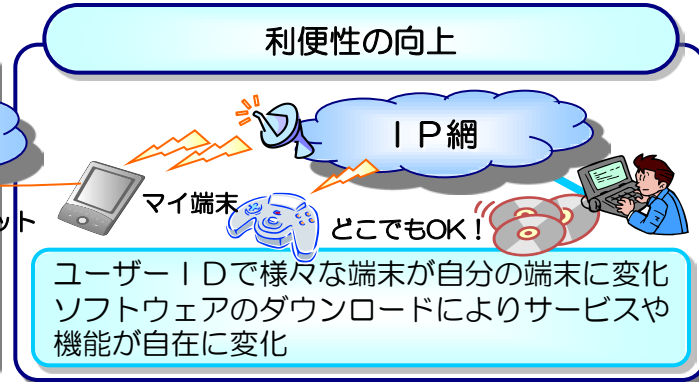 利便性の向上
ＩＰ網
マイ端末
ット
どこでもOK！
ユーザーＩＤで様々な端末が自分の端末に変化
ソフトウェアのダウンロードによりサービスや
機能が自在に変化